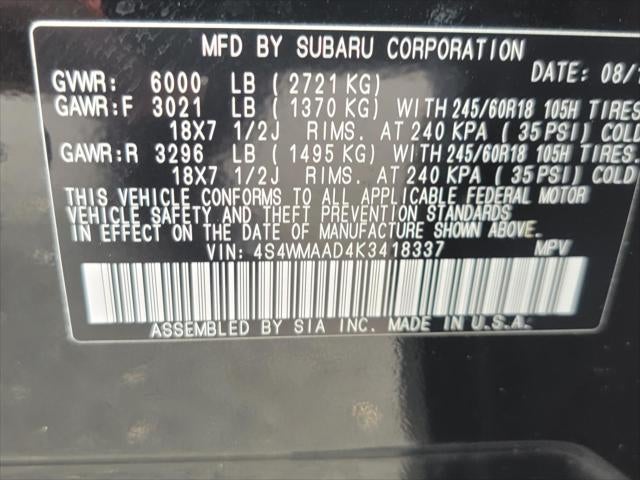 MFD BY SUBARU CORPORATION
DATE: 08/
GVWR: 6000 LB ( 2721 KG)
GAWR:F 3021 LB ( 1370 KG) WITH 245/60R18 105H TIRES
18X7 1/2J RIMS. AT 240 KPA ( 35 PSI) COLD
GAWR:R 3296 LB ( 1495 KG) WITH 245/60R18 105H TIRES
18X7 1/2J RIMS. AT 240 KPA ( 35 PSI) COLD
THIS VEHICLE CONFORMS TO ALL APPLICABLE FEDERAL MOTOR
VEHICLE SAFETY AND THEFT PREVENTION STANDARDS
IN EFFECT ON THE DATE OF MANUFACTURE SHOWN ABOVE.
VIN: 4S4WMAAD4K3418337 MPV
ASSEMBLED BY SIA INC. MADE IN U.S.A.